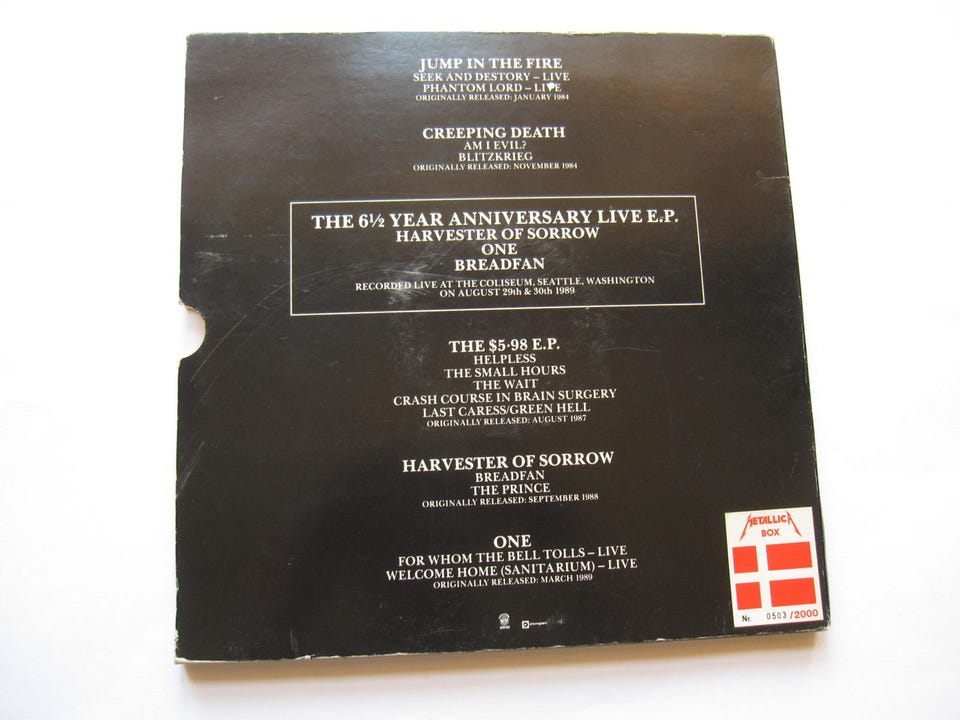 JUMP IN THE FIRE
SEEK AND DESTORY – LIVE
PHANTOM LORD – LIVE
ORIGINALLY RELEASED: JANUARY 1984
CREEPING DEATH
AM I EVIL?
BLITZKRIEG
ORIGINALLY RELEASED: NOVEMBER 1984
THE 6½ YEAR ANNIVERSARY LIVE E.P.
HARVESTER OF SORROW
ONE
BREADFAN
RECORDED LIVE AT THE COLISEUM, SEATTLE, WASHINGTON
ON AUGUST 29th & 30th 1989
THE $5·98 E.P.
HELPLESS
THE SMALL HOURS
THE WAIT
CRASH COURSE IN BRAIN SURGERY
LAST CARESS/GREEN HELL
ORIGINALLY RELEASED: AUGUST 1987
HARVESTER OF SORROW
BREADFAN
THE PRINCE
ORIGINALLY RELEASED: SEPTEMBER 1988
ONE
FOR WHOM THE BELL TOLLS – LIVE
WELCOME HOME (SANITARIUM) – LIVE
ORIGINALLY RELEASED: MARCH 1989
METALLICA
BOX
Nr. 0503 /2000